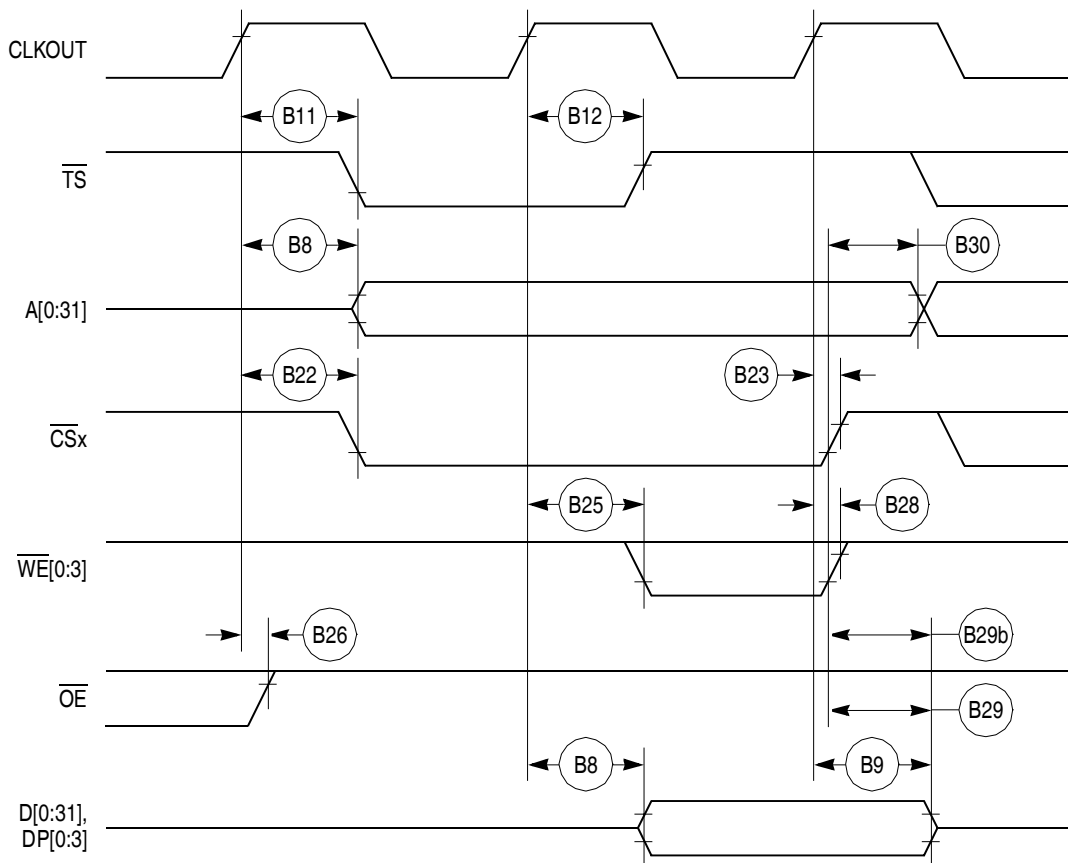 CLKOUT
B11
B12
TS
B8
B30
A[0:31]
B22
B23
CSx
B25
B28
WE[0:3]
B26
B29b
OE
B29
B8
B9
D[0:31],
DP[0:3]